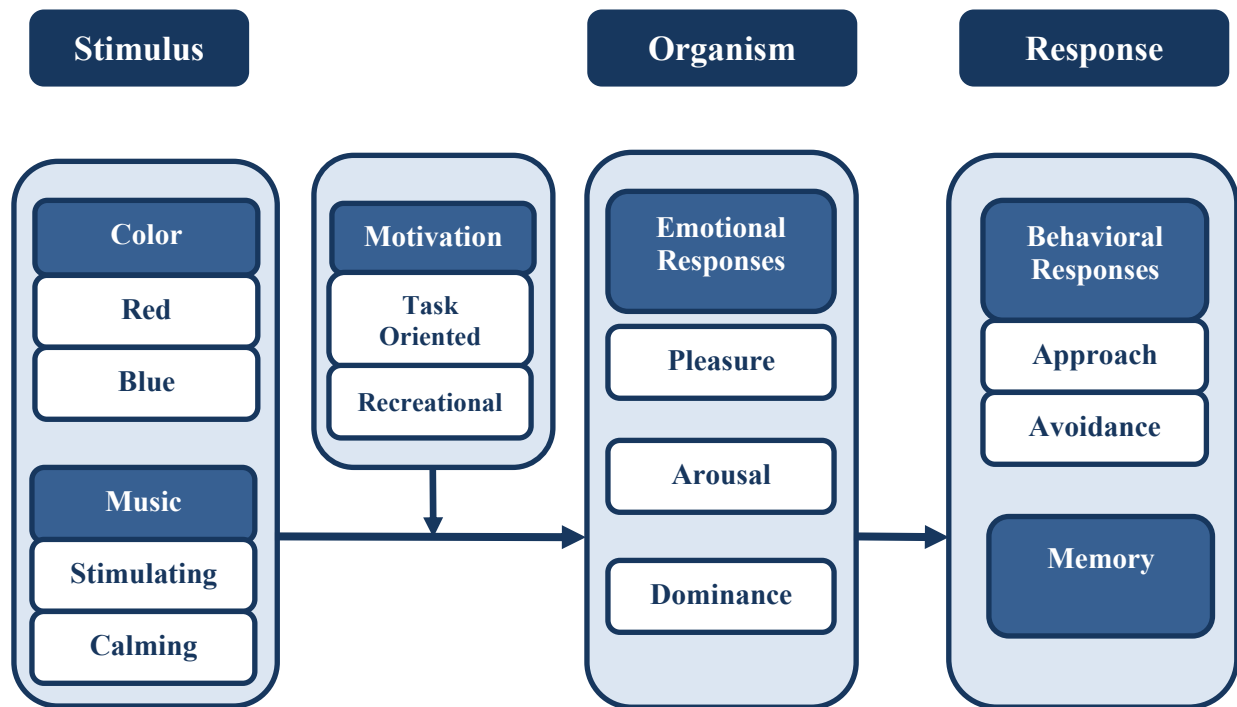 Stimulus
Organism
Response
Color
Red
Blue
Music
Stimulating
Calming
Motivation
Task
Oriented
Recreational
Emotional
Responses
Pleasure
Arousal
Dominance
Behavioral
Responses
Approach
Avoidance
Memory